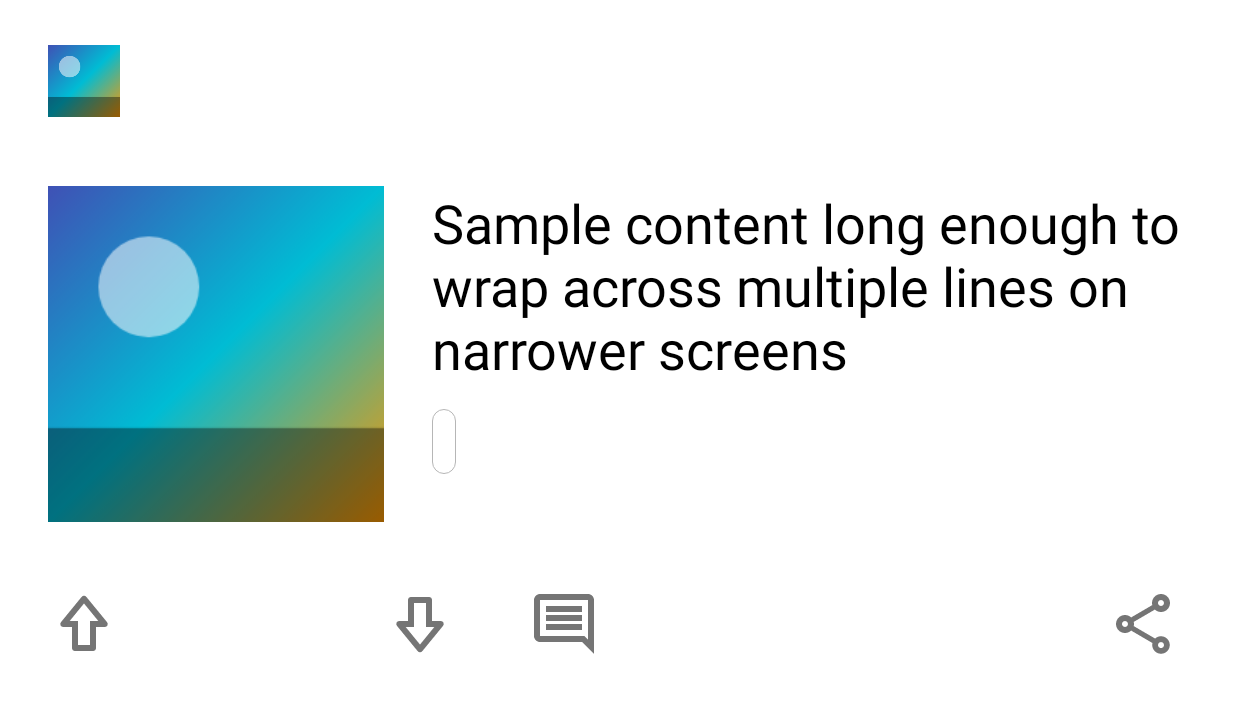 Sample content long enough to
wrap across multiple lines on
narrower screens